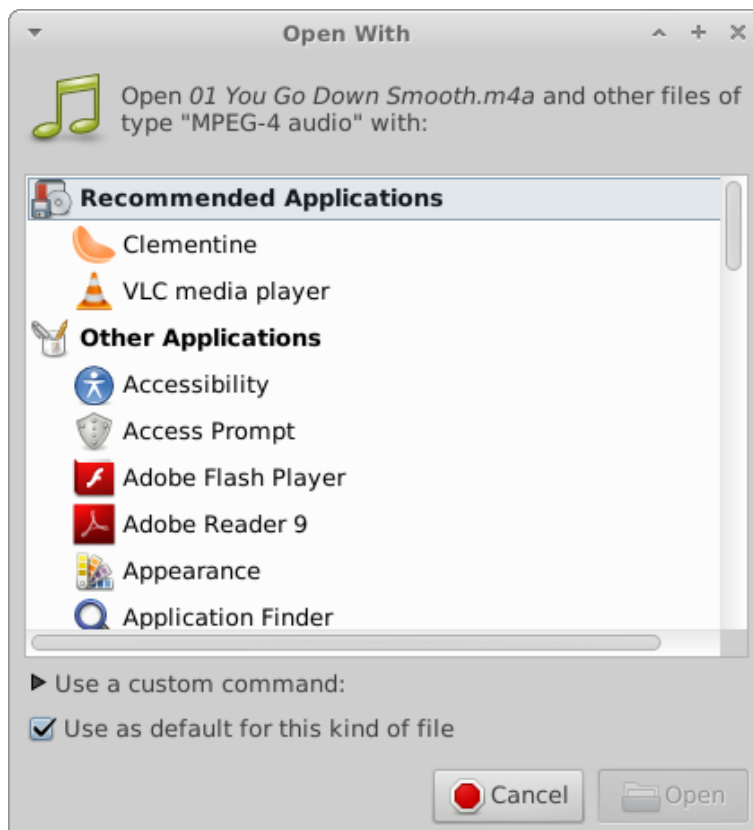 Open With
Open 01 You Go Down Smooth.m4a and other files of
type "MPEG-4 audio" with:
Recommended Applications
Clementine
VLC media player
Other Applications
Accessibility
Access Prompt
Adobe Flash Player
Adobe Reader 9
Appearance
Application Finder
Use a custom command:
Use as default for this kind of file
Cancel
Open